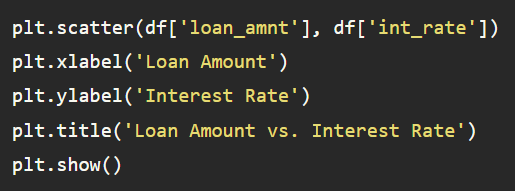 plt.scatter(df['loan_amnt'], df['int_rate'])
plt.xlabel('Loan Amount')
plt.ylabel('Interest Rate')
plt.title('Loan Amount vs. Interest Rate')
plt.show()